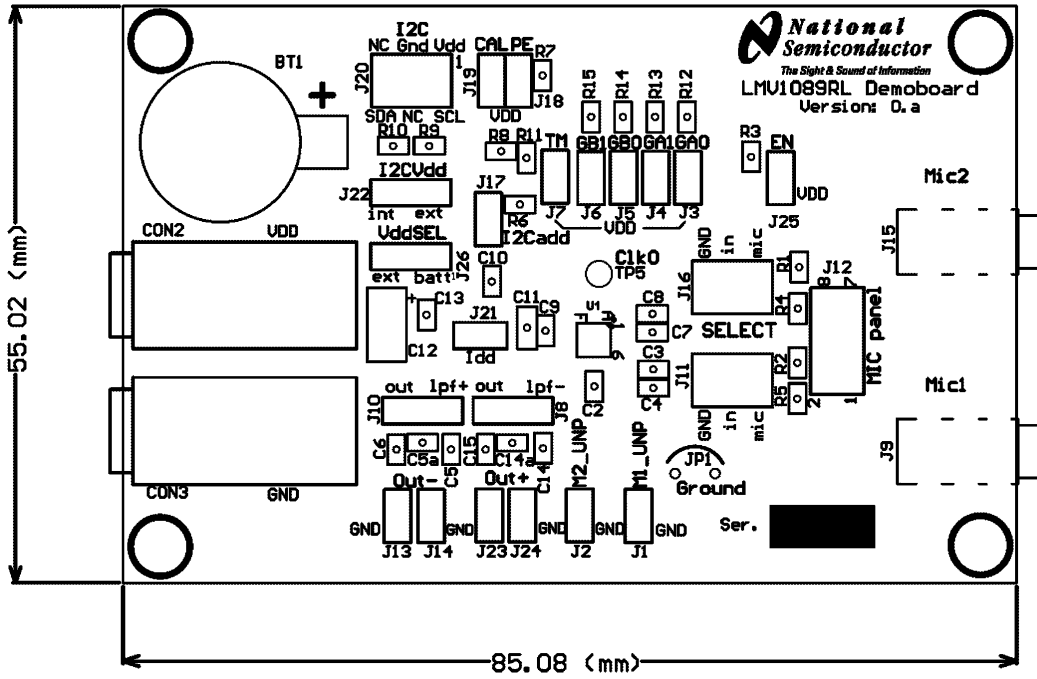 National
Semiconductor
The Sight & Sound of Information
LMV1089RL Demoboard
Version: 0.a
I2C
NC Gnd Vdd
J20
1
SDA NC SCL
R10 R9
CAL PE
J19
R7
J18
VDD
BT1
+
R15
R14
R13
R12
R8
R11
TM
GB1
GB0
GA1
GA0
J7
J6
J5
J4
J3
VDD
R3
EN
VDD
J25
Mic2
J15
I2CVdd
J22
int ext
J17
R6
I2Cadd
VddSEL
ext batt
J26
CON2 VDD
C10
Clk0
TP5
GND
in
mic
J16
R1
J12
8
7
R4
C13
+
C12
J21
Idd
C11
C9
U1
C8
C7
SELECT
MIC panel
C3
C4
J11
R2
R5
2
1
GND
in
mic
C2
Mic1
J9
out lpf+
J10
out lpf-
J8
C6
C5a
C5
C15
C14a
C14
M2_UNP
M1_UNP
JP1
Ground
CON3 GND
Out-
Out+
GND
GND
GND
GND
GND
J13
J14
J23
J24
J2
J1
Ser.
55.02 (mm)
85.08 (mm)